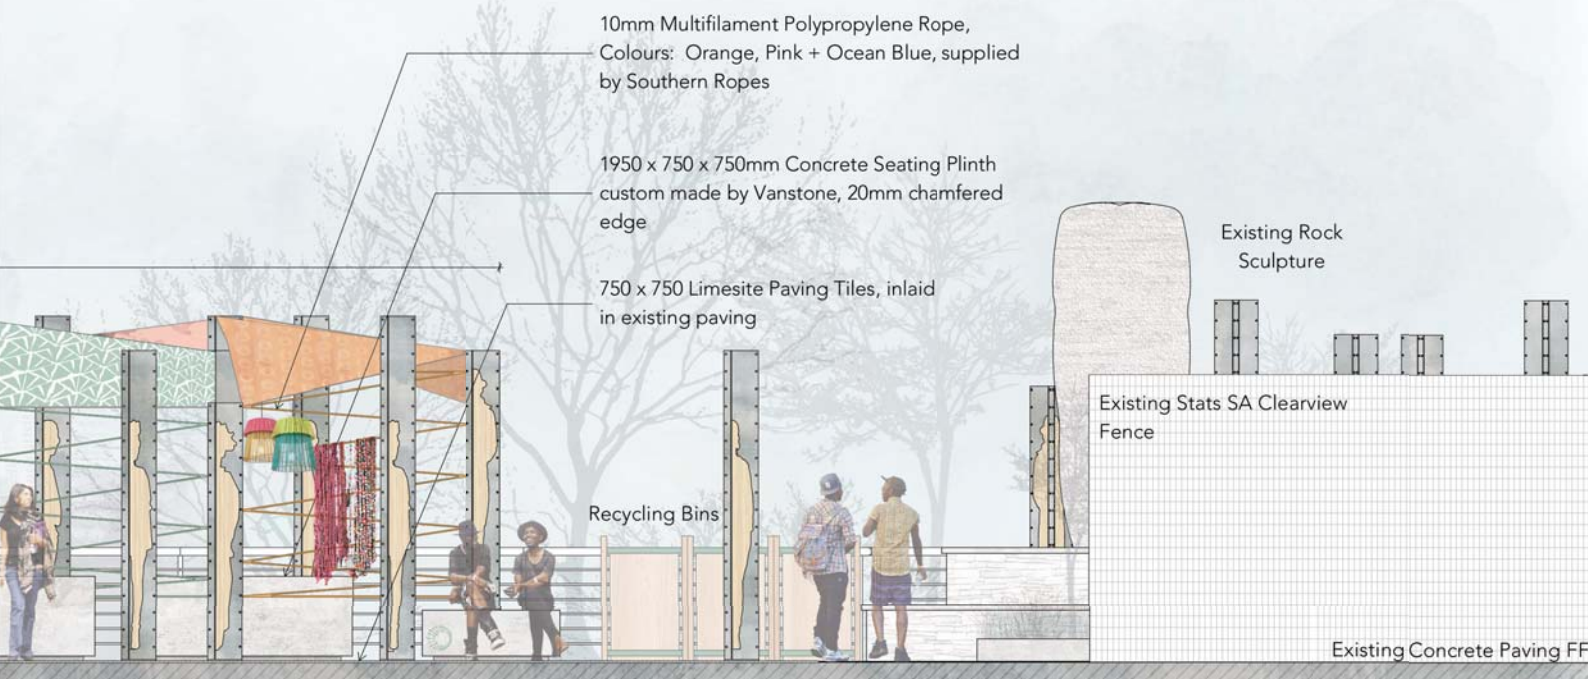 10mm Multifilament Polypropylene Rope,
Colours: Orange, Pink + Ocean Blue, supplied
by Southern Ropes
1950 x 750 x 750mm Concrete Seating Plinth
custom made by Vanstone, 20mm chamfered
edge
750 x 750 Limesite Paving Tiles, inlaid
in existing paving
Existing Rock
Sculpture
Existing Stats SA Clearview
Fence
Recycling Bins
Existing Concrete Paving FF